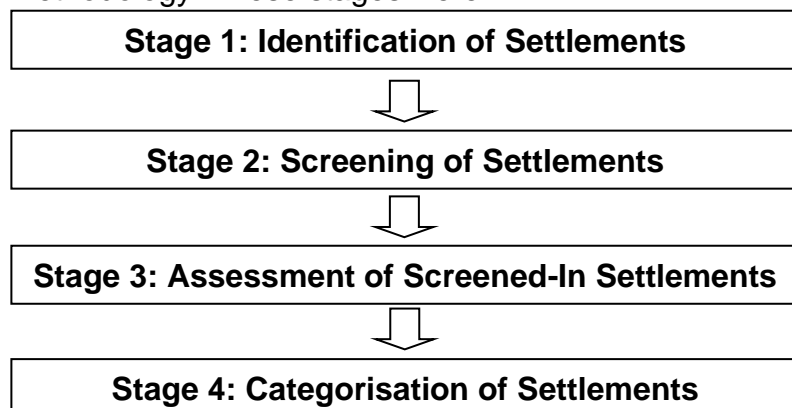 Stage 1: Identification of Settlements
Stage 2: Screening of Settlements
Stage 3: Assessment of Screened-In Settlements
Stage 4: Categorisation of Settlements